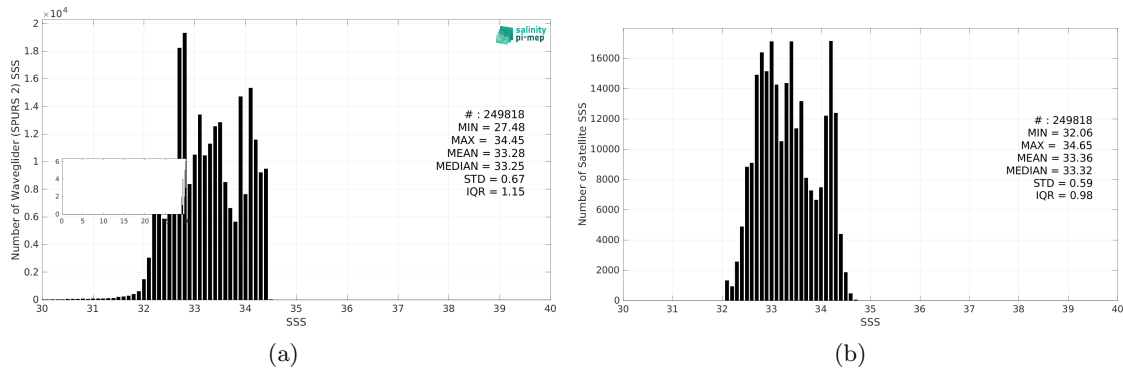 2 ×10⁴
1.8
1.6
1.4
1.2
1
0.8
0.6
0.4
0.2
0
Number of Waveglider (SPURS 2) SSS
salinity
pi-mep
# : 249818
MIN = 27.48
MAX = 34.45
MEAN = 33.28
MEDIAN = 33.25
STD = 0.67
IQR = 1.15
6
4
2
0
0 5 10 15 20
30 31 32 33 34 35 36 37 38 39 40
SSS
(a)
16000
14000
12000
10000
8000
6000
4000
2000
0
Number of Satellite SSS
# : 249818
MIN = 32.06
MAX = 34.65
MEAN = 33.36
MEDIAN = 33.32
STD = 0.59
IQR = 0.98
30 31 32 33 34 35 36 37 38 39 40
SSS
(b)